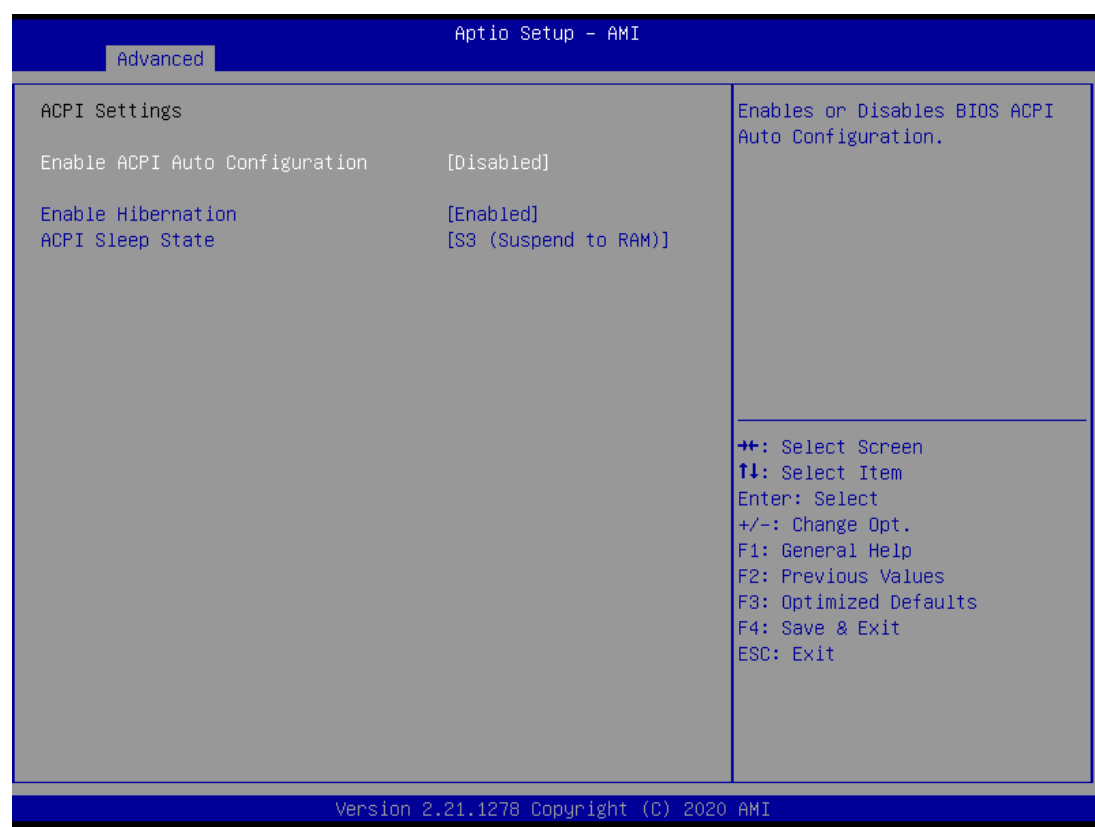 Aptio Setup – AMI
Advanced
ACPI Settings
Enable ACPI Auto Configuration [Disabled]
Enable Hibernation [Enabled]
ACPI Sleep State [S3 (Suspend to RAM)]
Enables or Disables BIOS ACPI
Auto Configuration.
→←: Select Screen
↑↓: Select Item
Enter: Select
+/-: Change Opt.
F1: General Help
F2: Previous Values
F3: Optimized Defaults
F4: Save & Exit
ESC: Exit
Version 2.21.1278 Copyright (C) 2020 AMI